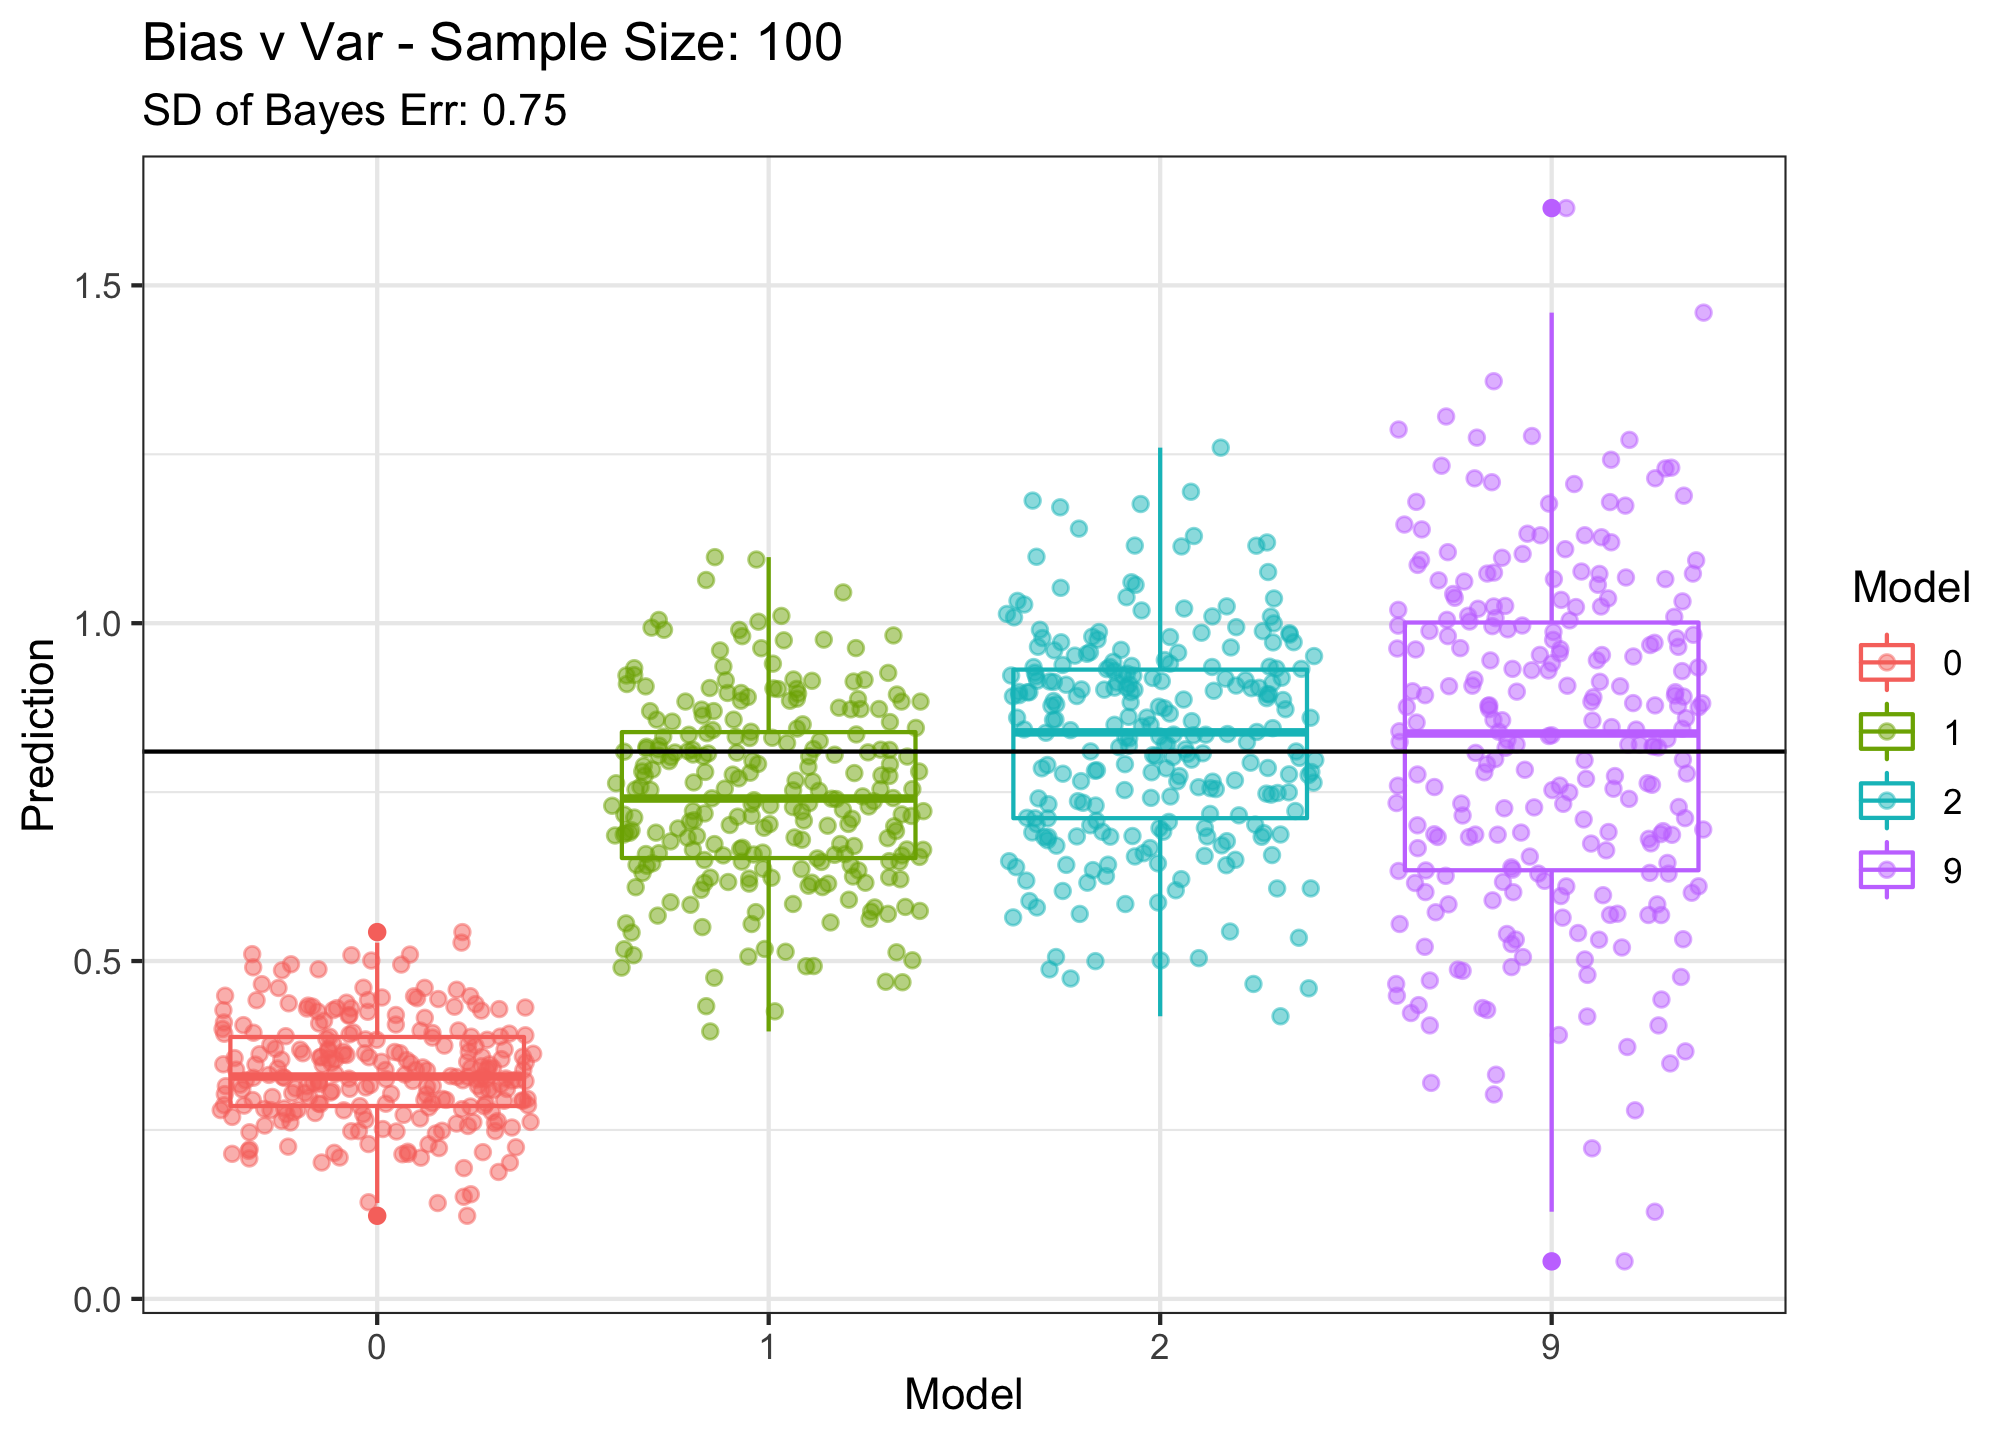 Bias v Var - Sample Size: 100
SD of Bayes Err: 0.75
Prediction
1.5
1.0
0.5
0.0
0 1 2 9
Model
Model
0
1
2
9